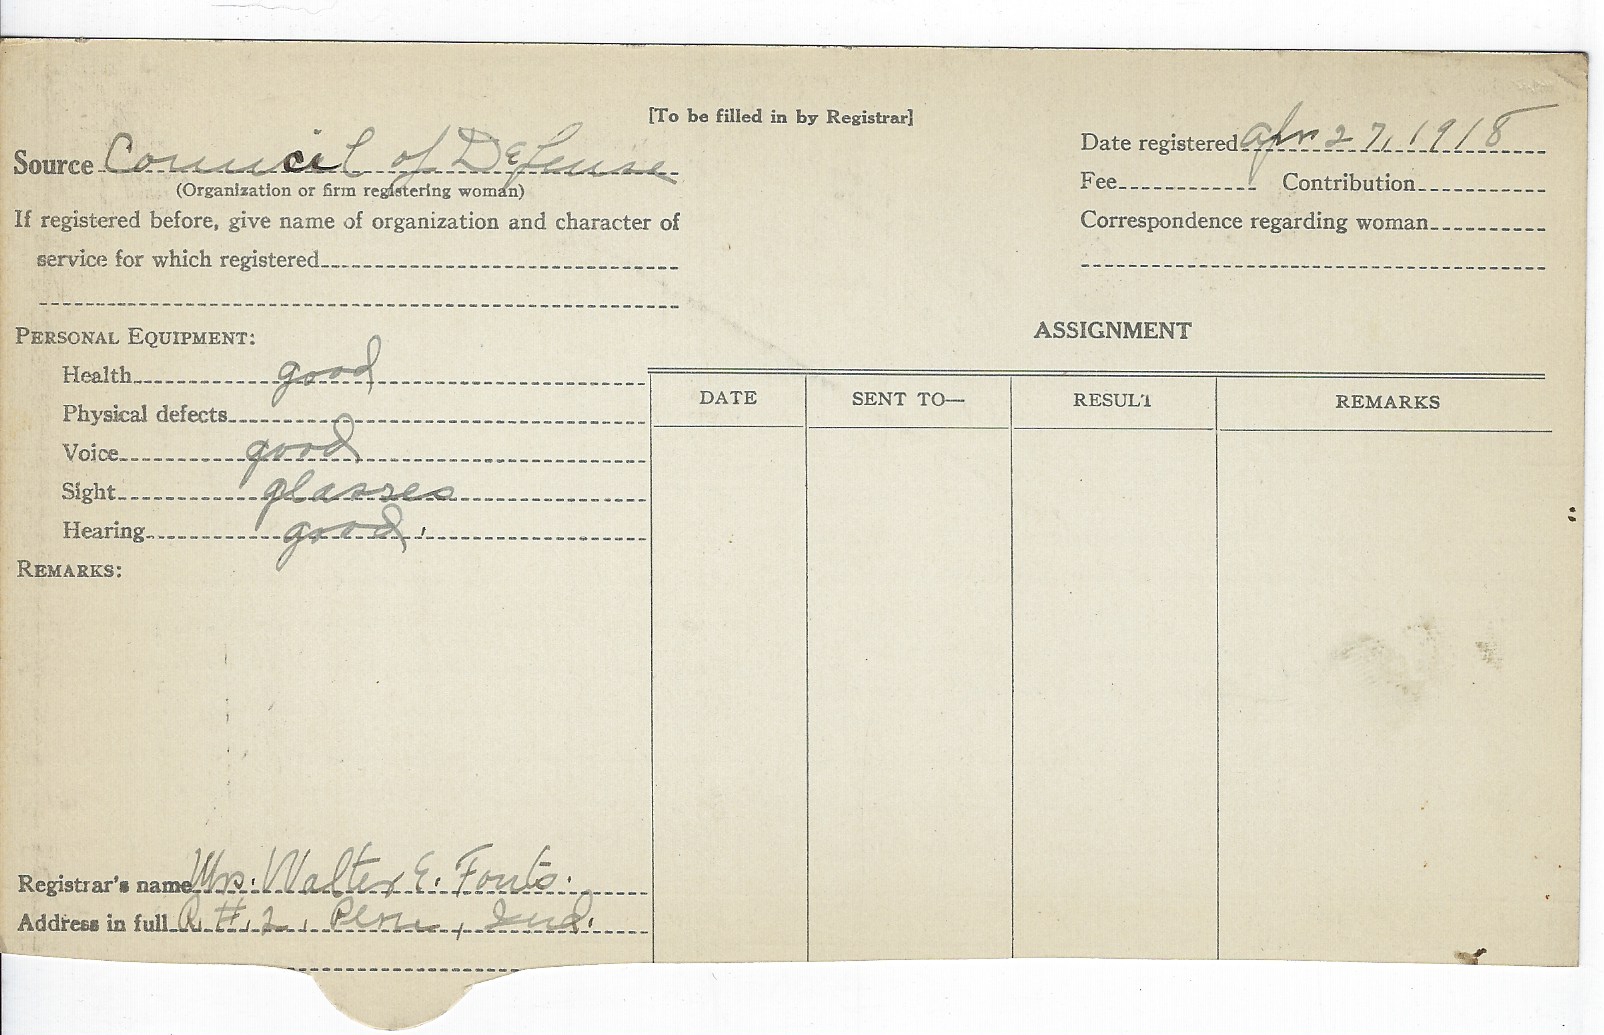 [To be filled in by Registrar]
Source Council of Defense
(Organization or firm registering woman)
If registered before, give name of organization and character of
service for which registered
Date registered Apr 27, 1918
Fee Contribution
Correspondence regarding woman
PERSONAL EQUIPMENT:
Health good
Physical defects
Voice good
Sight glasses
Hearing good.
REMARKS:
ASSIGNMENT
DATE SENT TO— RESULT REMARKS
Registrar's name Mrs. Walter E. Fouts.
Address in full R. #. 2. Peru, Ind.